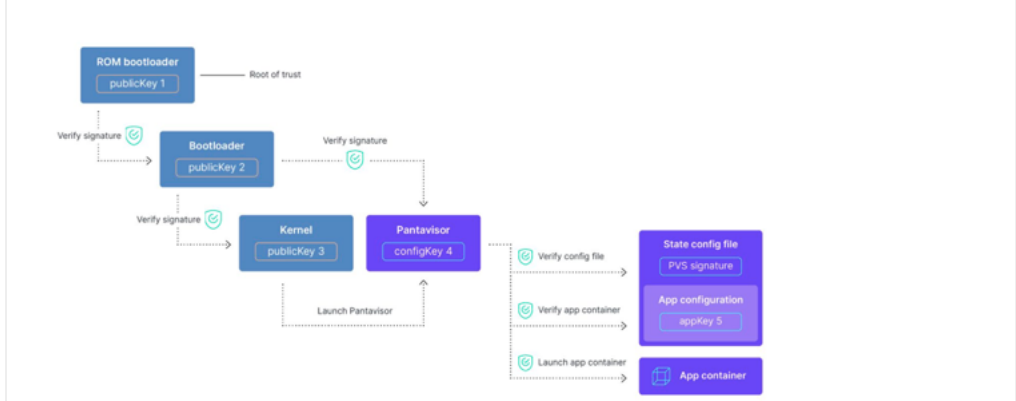 ROM bootloader
publicKey 1
Root of trust
Verify signature
Bootloader
publicKey 2
Verify signature
Verify signature
Kernel
publicKey 3
Pantavisor
configKey 4
Launch Pantavisor
Verify config file
Verify app container
Launch app container
State config file
PVS signature
App configuration
appKey 5
App container